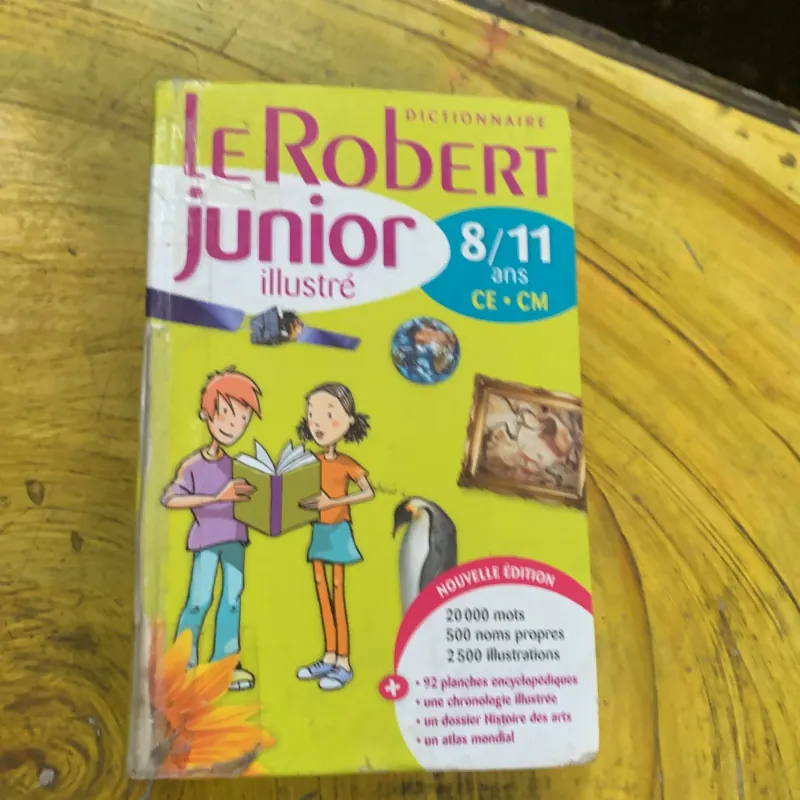 DICTIONNAIRE
LE ROBERT
junior
illustré
8/11
ans
CE • CM
NOUVELLE ÉDITION
20 000 mots
500 noms propres
2 500 illustrations
+
• 92 planches encyclopédiques
• une chronologie illustrée
• un dossier Histoire des arts
• un atlas mondial